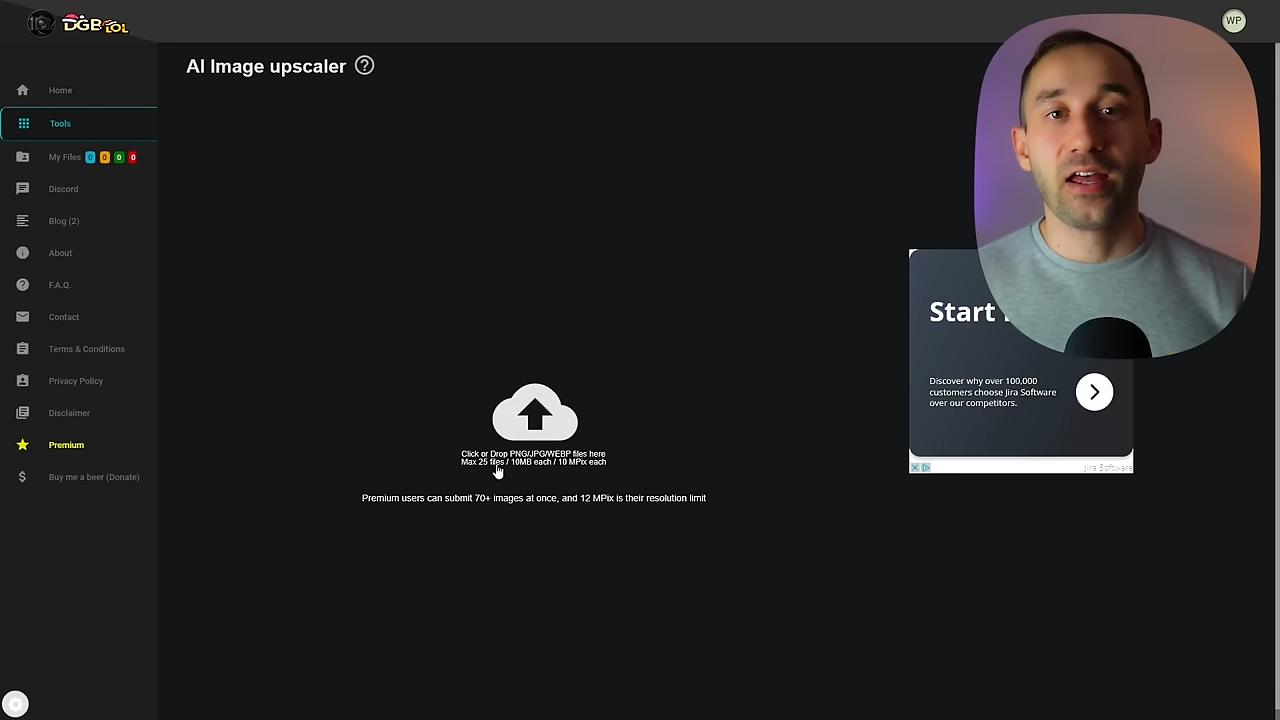 DGB LOL
WP
AI Image upscaler
Home
Tools
My Files 0 0 0 0
Discord
Blog (2)
About
F.A.Q.
Contact
Terms & Conditions
Privacy Policy
Disclaimer
Premium
Buy me a beer (Donate)
Click or Drop PNG/JPG/WEBP files here
Max 25 files / 10MB each / 10 MPix each
Premium users can submit 70+ images at once, and 12 MPix is their resolution limit
Start
Discover why over 100,000
customers choose Jira Software
over our competitors.
Jira Software